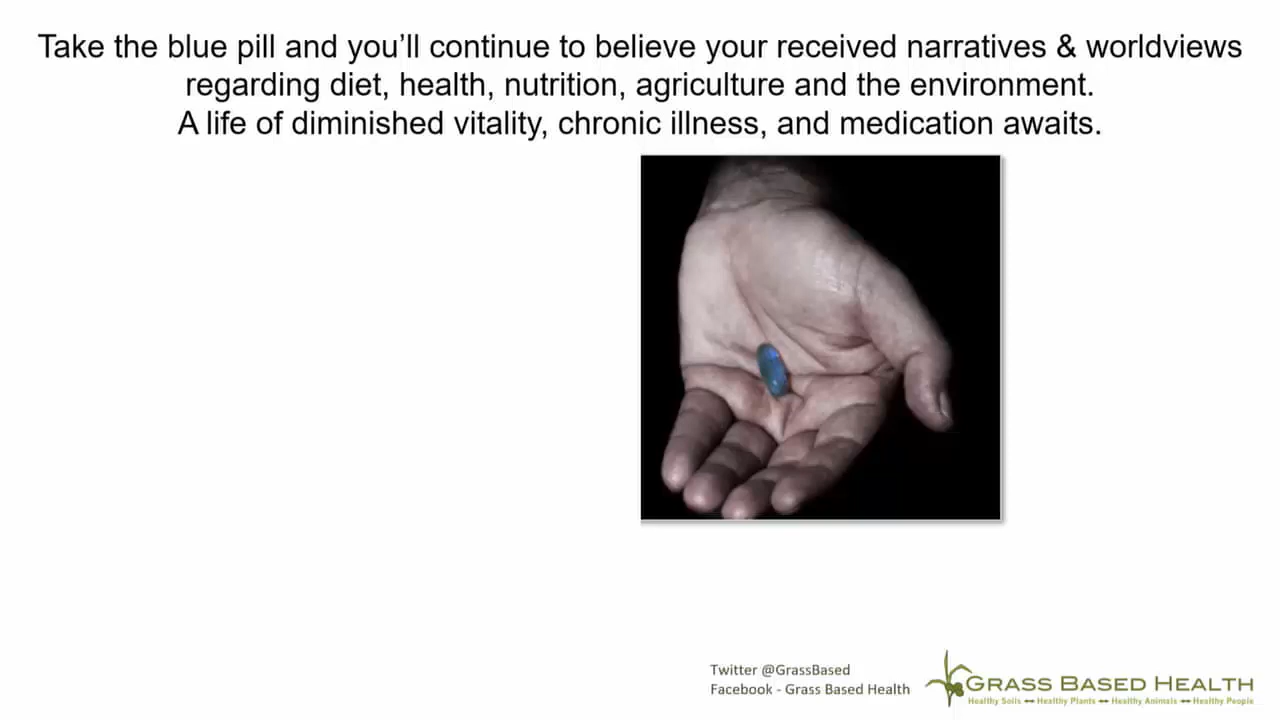 Take the blue pill and you’ll continue to believe your received narratives & worldviews
regarding diet, health, nutrition, agriculture and the environment.
A life of diminished vitality, chronic illness, and medication awaits.
Twitter @GrassBased
Facebook - Grass Based Health
GRASS BASED HEALTH
Healthy Soils ↔ Healthy Plants ↔ Healthy Animals ↔ Healthy People